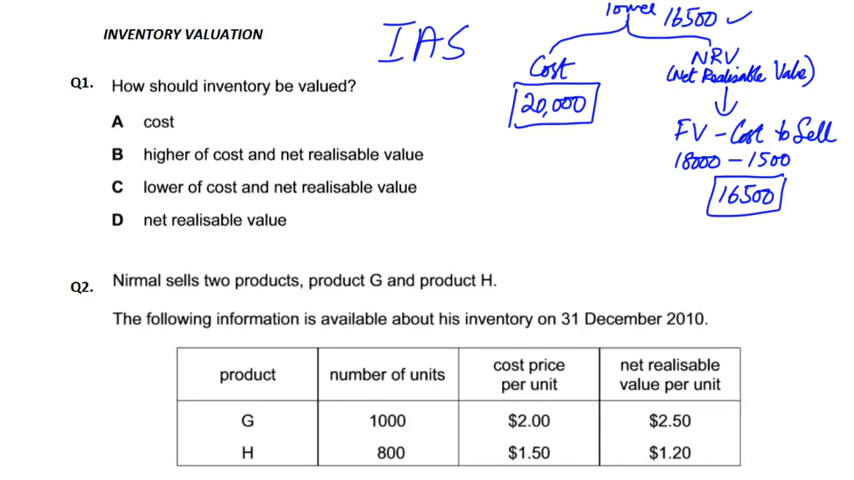 INVENTORY VALUATION
IAS
lower 16500 ✓
Cost
20,000
NRV
(Net Realisable Value)
FV - Cost to Sell
18000 - 1500
16500
Q1. How should inventory be valued?
A cost
B higher of cost and net realisable value
C lower of cost and net realisable value
D net realisable value
Q2. Nirmal sells two products, product G and product H.
The following information is available about his inventory on 31 December 2010.
product number of units cost price per unit net realisable value per unit
G 1000 $2.00 $2.50
H 800 $1.50 $1.20